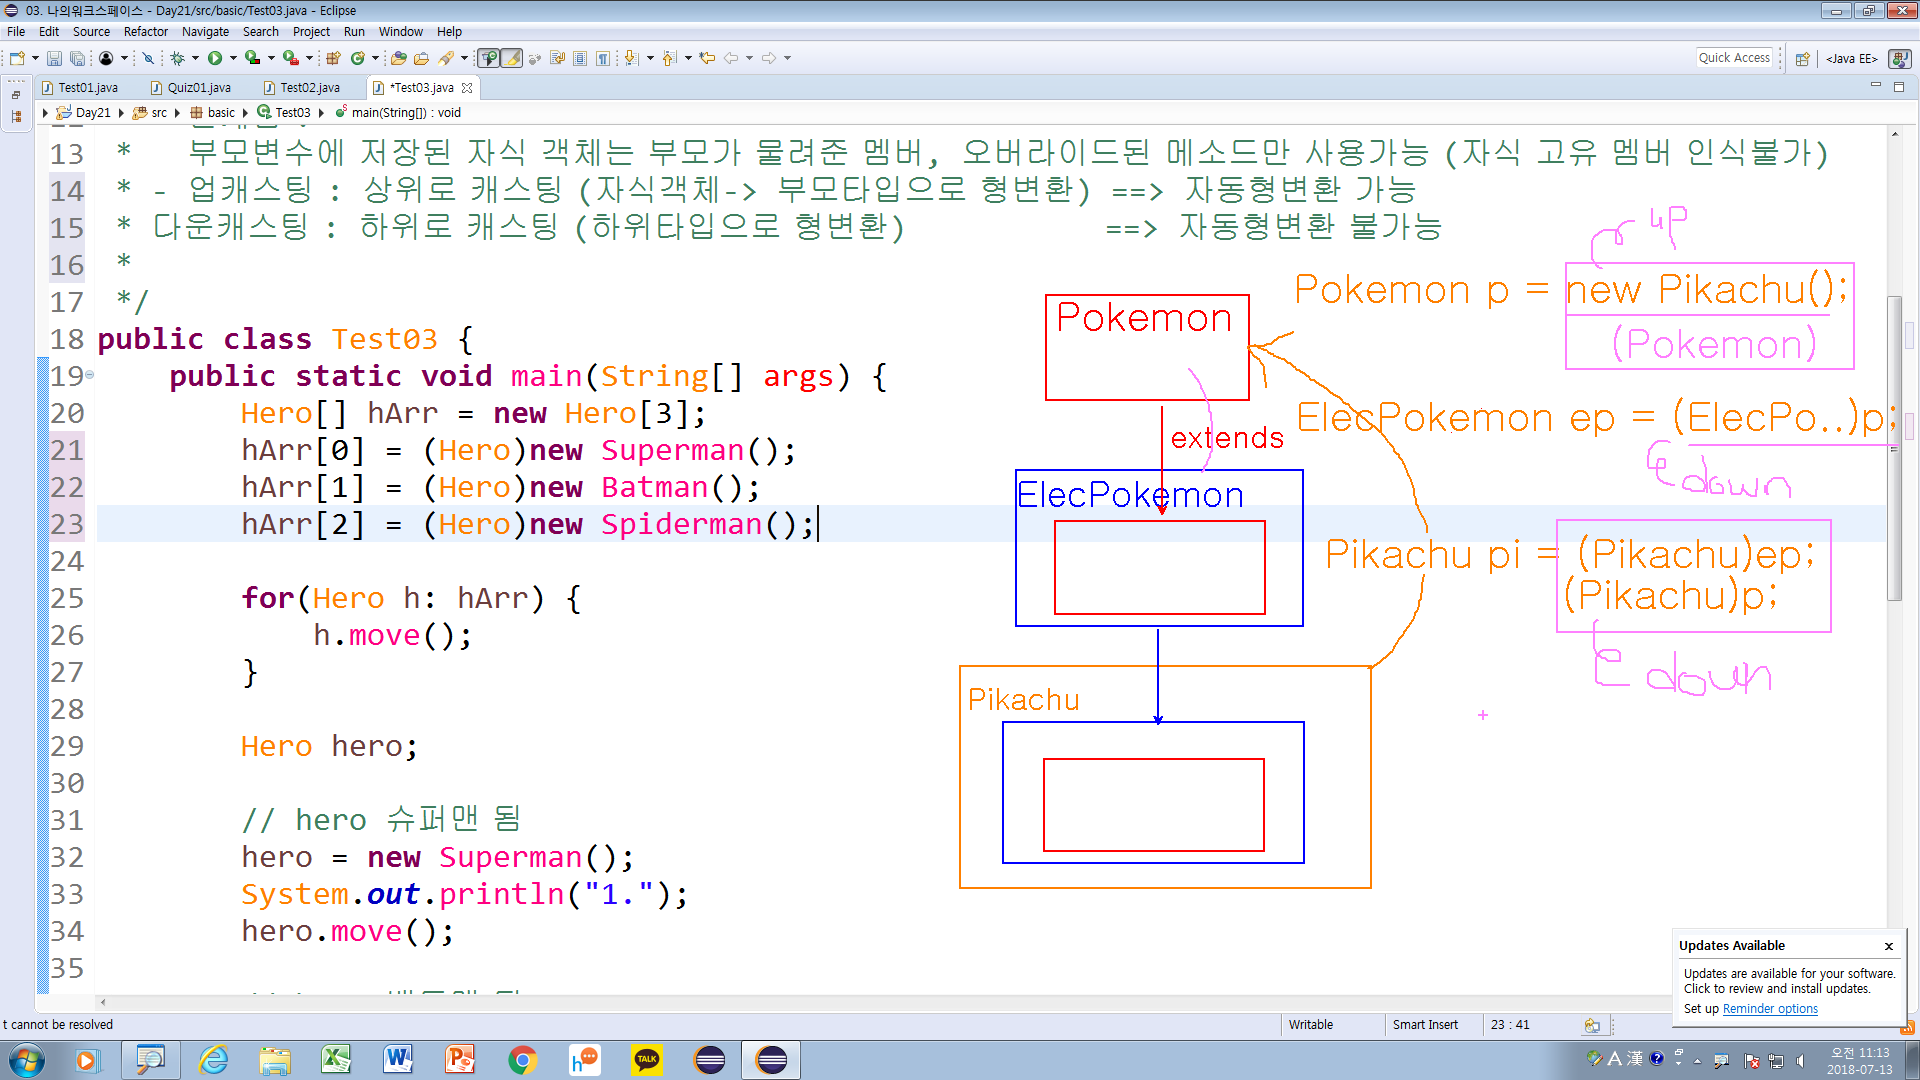 03. 나의워크스페이스 - Day21/src/basic/Test03.java - Eclipse
File Edit Source Refactor Navigate Search Project Run Window Help
Quick Access
<Java EE>
Test01.java Quiz01.java Test02.java *Test03.java
Day21 src basic Test03 main(String[]) : void
13 * 부모변수에 저장된 자식 객체는 부모가 물려준 멤버, 오버라이드된 메소드만 사용가능 (자식 고유 멤버 인식불가)
14 * - 업캐스팅 : 상위로 캐스팅 (자식객체-> 부모타입으로 형변환) ==> 자동형변환 가능
15 * 다운캐스팅 : 하위로 캐스팅 (하위타입으로 형변환) ==> 자동형변환 불가능
16 *
17 */
18 public class Test03 {
19 public static void main(String[] args) {
20 Hero[] hArr = new Hero[3];
21 hArr[0] = (Hero)new Superman();
22 hArr[1] = (Hero)new Batman();
23 hArr[2] = (Hero)new Spiderman();
24
25 for(Hero h: hArr) {
26 h.move();
27 }
28
29 Hero hero;
30
31 // hero 슈퍼맨 됨
32 hero = new Superman();
33 System.out.println("1.");
34 hero.move();
35
Pokemon
extends
ElecPokemon
Pikachu
up
Pokemon p = new Pikachu();
(Pokemon)
ElecPokemon ep = (ElecPo..)p;
down
Pikachu pi = (Pikachu)ep;
(Pikachu)p;
down
Updates Available x
Updates are available for your software.
Click to review and install updates.
Set up Reminder options
t cannot be resolved Writable Smart Insert 23 : 41
TALK
A 漢
오전 11:13
2018-07-13